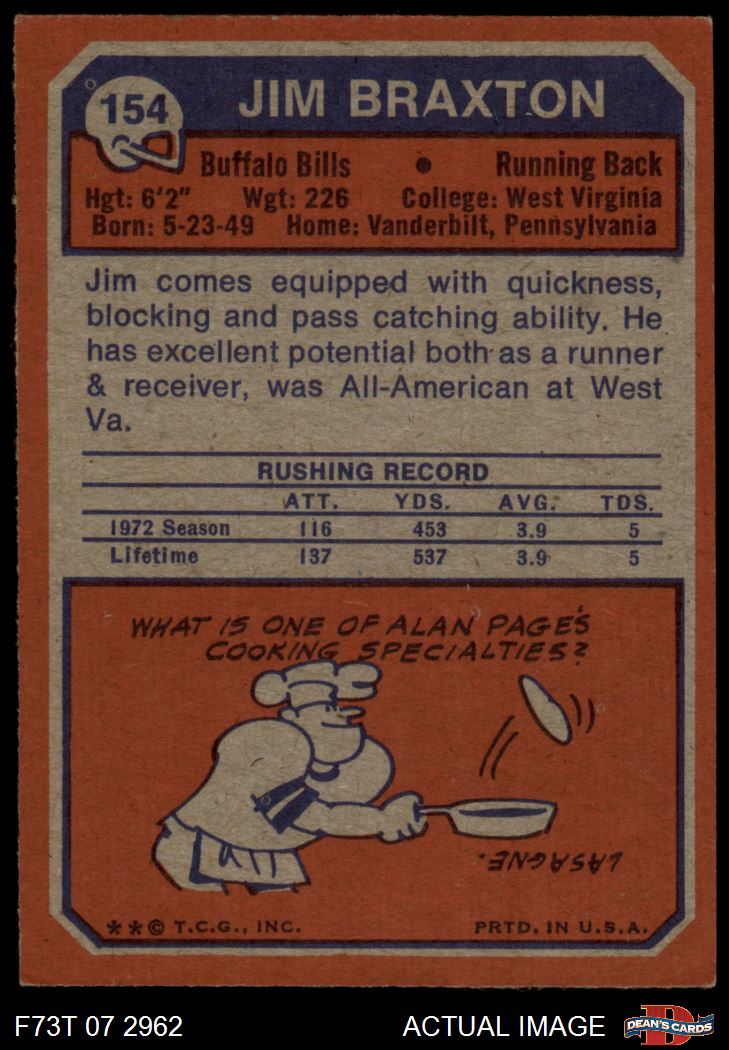 154
JIM BRAXTON
Buffalo Bills • Running Back
Hgt: 6'2" Wgt: 226 College: West Virginia
Born: 5-23-49 Home: Vanderbilt, Pennsylvania
Jim comes equipped with quickness,
blocking and pass catching ability. He
has excellent potential both as a runner
& receiver, was All-American at West
Va.
RUSHING RECORD
ATT. YDS. AVG. TDS.
1972 Season 116 453 3.9 5
Lifetime 137 537 3.9 5
WHAT IS ONE OF ALAN PAGE'S
COOKING SPECIALTIES?
LASAGNE.
**© T.C.G., INC. PRTD. IN U.S.A.
F73T 07 2962 ACTUAL IMAGE
D DEAN'S CARDS